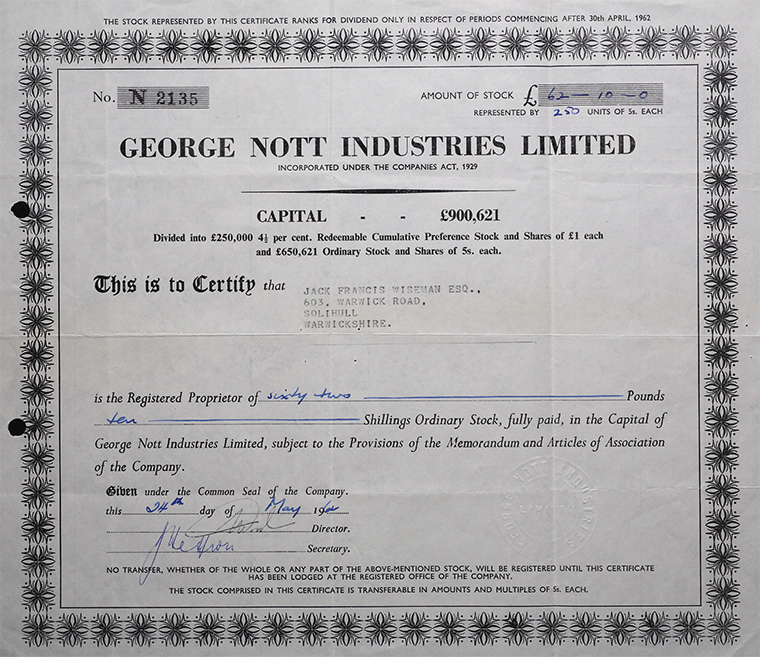 THE STOCK REPRESENTED BY THIS CERTIFICATE RANKS FOR DIVIDEND ONLY IN RESPECT OF PERIODS COMMENCING AFTER 30th APRIL, 1962
No. N 2135
AMOUNT OF STOCK £ 62 — 10 — 0
REPRESENTED BY 250 UNITS OF 5s. EACH
GEORGE NOTT INDUSTRIES LIMITED
INCORPORATED UNDER THE COMPANIES ACT, 1929
CAPITAL - - £900,621
Divided into £250,000 4½ per cent. Redeemable Cumulative Preference Stock and Shares of £1 each
and £650,621 Ordinary Stock and Shares of 5s. each.
This is to Certify that JACK FRANCIS WISEMAN ESQ.,
603, WARWICK ROAD,
SOLIHULL
WARWICKSHIRE.
is the Registered Proprietor of sixty two Pounds
ten Shillings Ordinary Stock, fully paid, in the Capital of
George Nott Industries Limited, subject to the Provisions of the Memorandum and Articles of Association
of the Company.
Given under the Common Seal of the Company.
this 24th day of May 196
Director.
Secretary.
NO TRANSFER, WHETHER OF THE WHOLE OR ANY PART OF THE ABOVE-MENTIONED STOCK, WILL BE REGISTERED UNTIL THIS CERTIFICATE
HAS BEEN LODGED AT THE REGISTERED OFFICE OF THE COMPANY.
THE STOCK COMPRISED IN THIS CERTIFICATE IS TRANSFERABLE IN AMOUNTS AND MULTIPLES OF 5s. EACH.